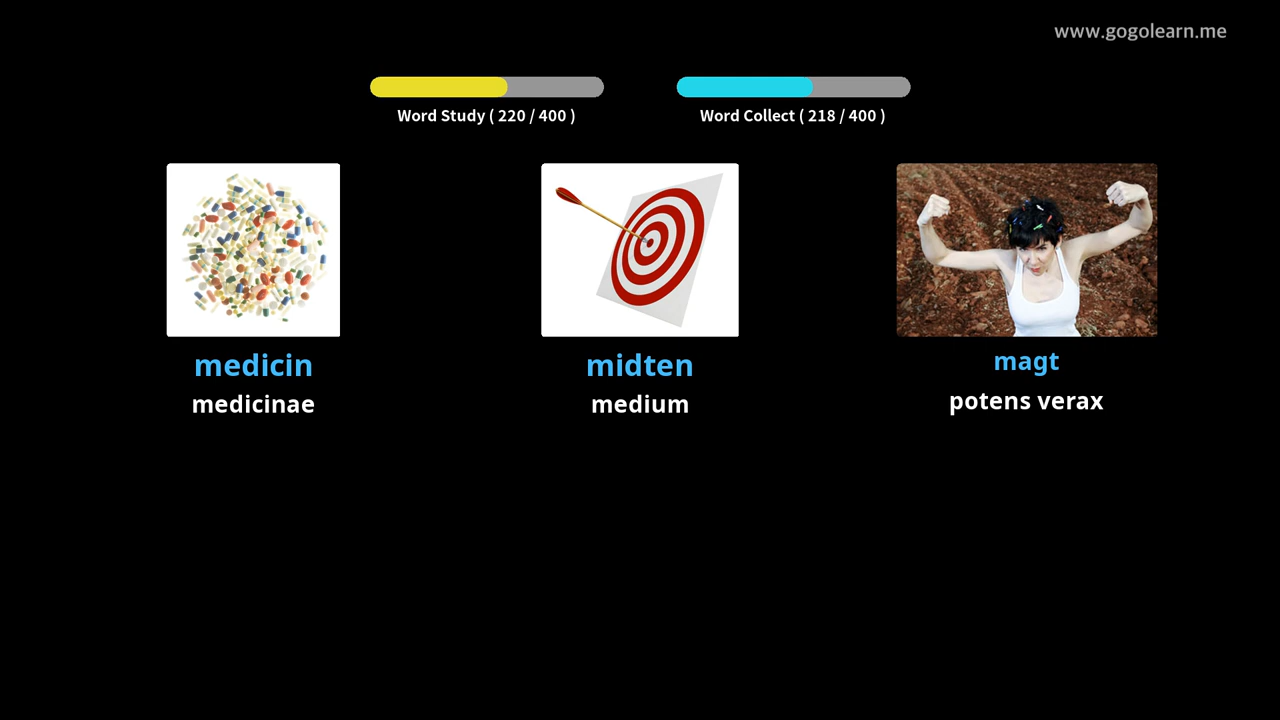 www.gogolearn.me
Word Study ( 220 / 400 )
Word Collect ( 218 / 400 )
medicin
medicinae
midten
medium
magt
potens verax